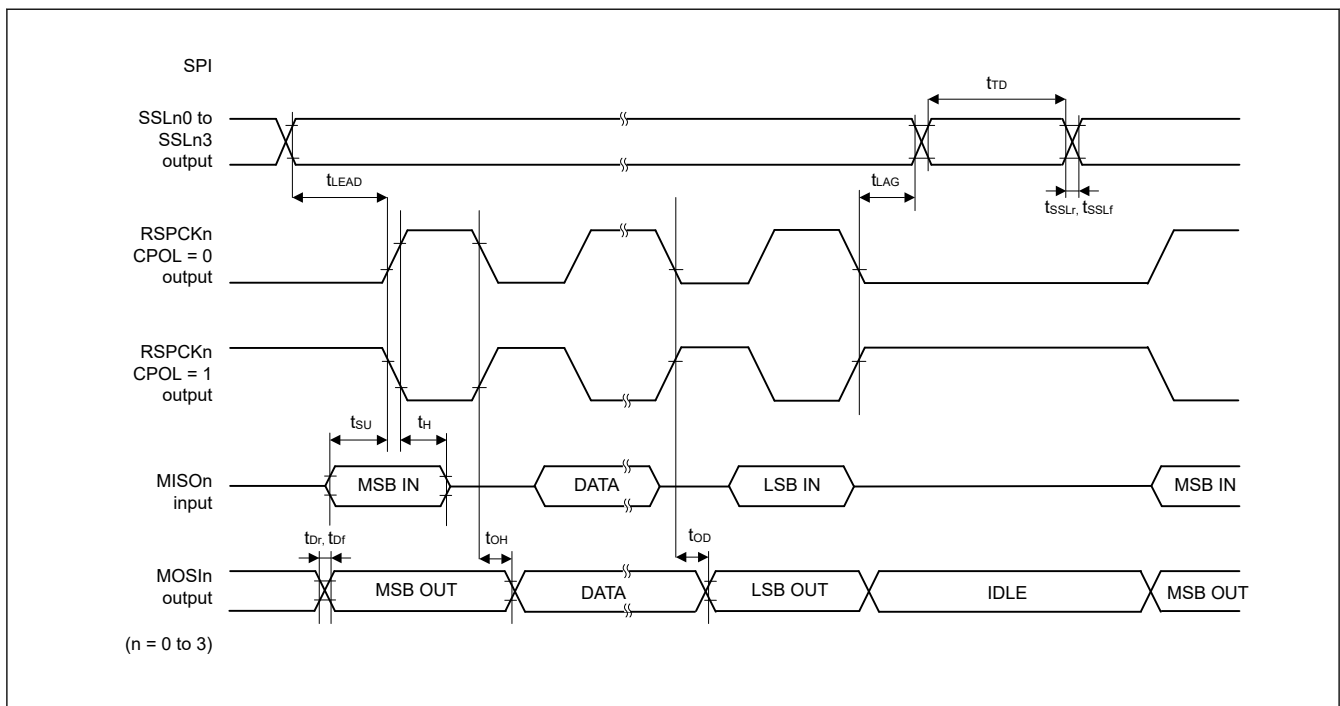 SPI
tTD
SSLn0 to
SSLn3
output
tLEAD
tLAG
tSSLr, tSSLf
RSPCKn
CPOL = 0
output
RSPCKn
CPOL = 1
output
tSU
tH
MISOn
input
MSB IN
DATA
LSB IN
MSB IN
tDr, tDf
tOH
tOD
MOSIn
output
MSB OUT
DATA
LSB OUT
IDLE
MSB OUT
(n = 0 to 3)